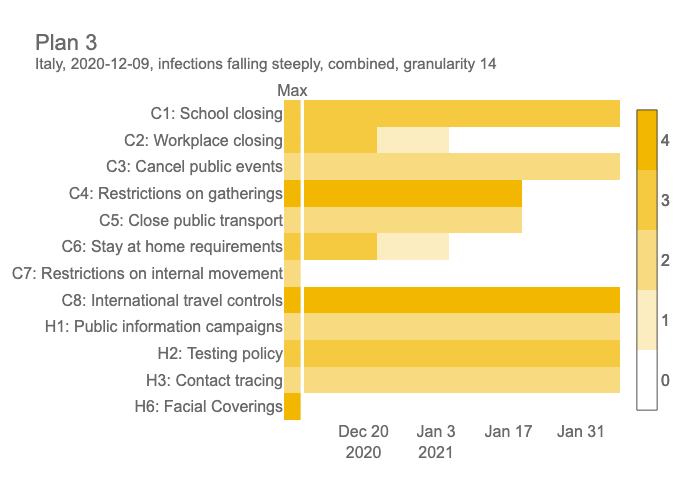 Plan 3
Italy, 2020-12-09, infections falling steeply, combined, granularity 14
Max
C1: School closing
C2: Workplace closing
C3: Cancel public events
C4: Restrictions on gatherings
C5: Close public transport
C6: Stay at home requirements
C7: Restrictions on internal movement
C8: International travel controls
H1: Public information campaigns
H2: Testing policy
H3: Contact tracing
H6: Facial Coverings
Dec 20 Jan 3 Jan 17 Jan 31
2020 2021
4
3
2
1
0